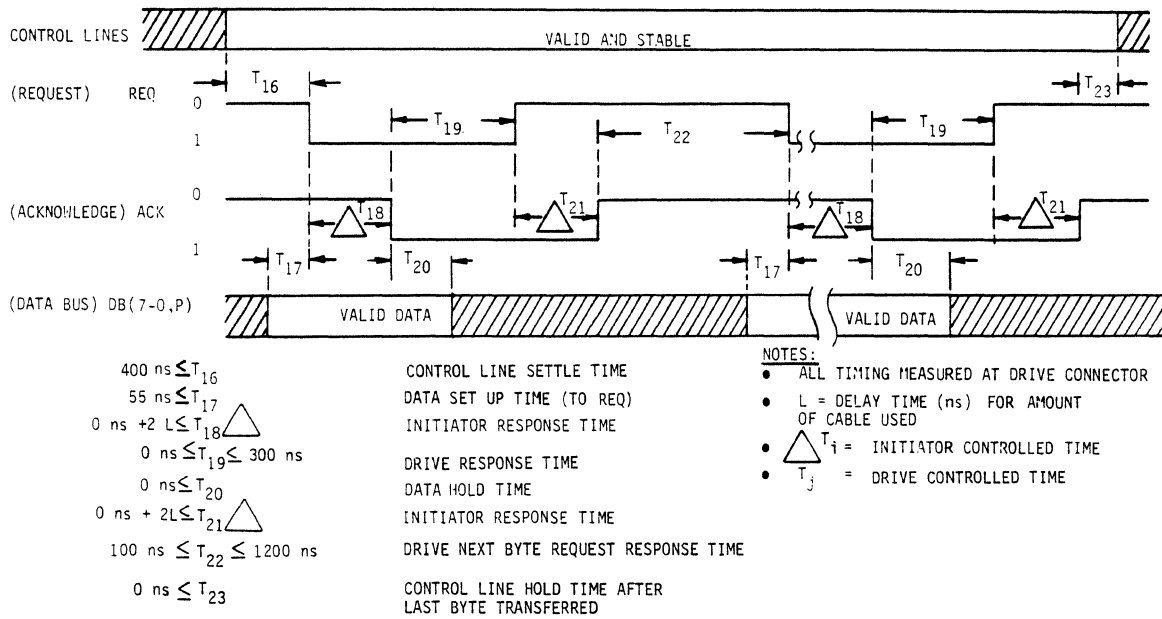 CONTROL LINES
VALID AND STABLE
T16
T23
(REQUEST) REQ
0
1
T19
T22
T19
(ACKNOWLEDGE) ACK
0
1
T18
T21
T18
T21
T17
T20
T17
T20
(DATA BUS) DB(7-0,P)
VALID DATA
VALID DATA
400 ns ≤ T16 CONTROL LINE SETTLE TIME
55 ns ≤ T17 DATA SET UP TIME (TO REQ)
0 ns +2 L ≤ T18 INITIATOR RESPONSE TIME
0 ns ≤ T19 ≤ 300 ns DRIVE RESPONSE TIME
0 ns ≤ T20 DATA HOLD TIME
0 ns + 2L ≤ T21 INITIATOR RESPONSE TIME
100 ns ≤ T22 ≤ 1200 ns DRIVE NEXT BYTE REQUEST RESPONSE TIME
0 ns ≤ T23 CONTROL LINE HOLD TIME AFTER
LAST BYTE TRANSFERRED
NOTES:
• ALL TIMING MEASURED AT DRIVE CONNECTOR
• L = DELAY TIME (ns) FOR AMOUNT
OF CABLE USED
• Ti = INITIATOR CONTROLLED TIME
• Tj = DRIVE CONTROLLED TIME